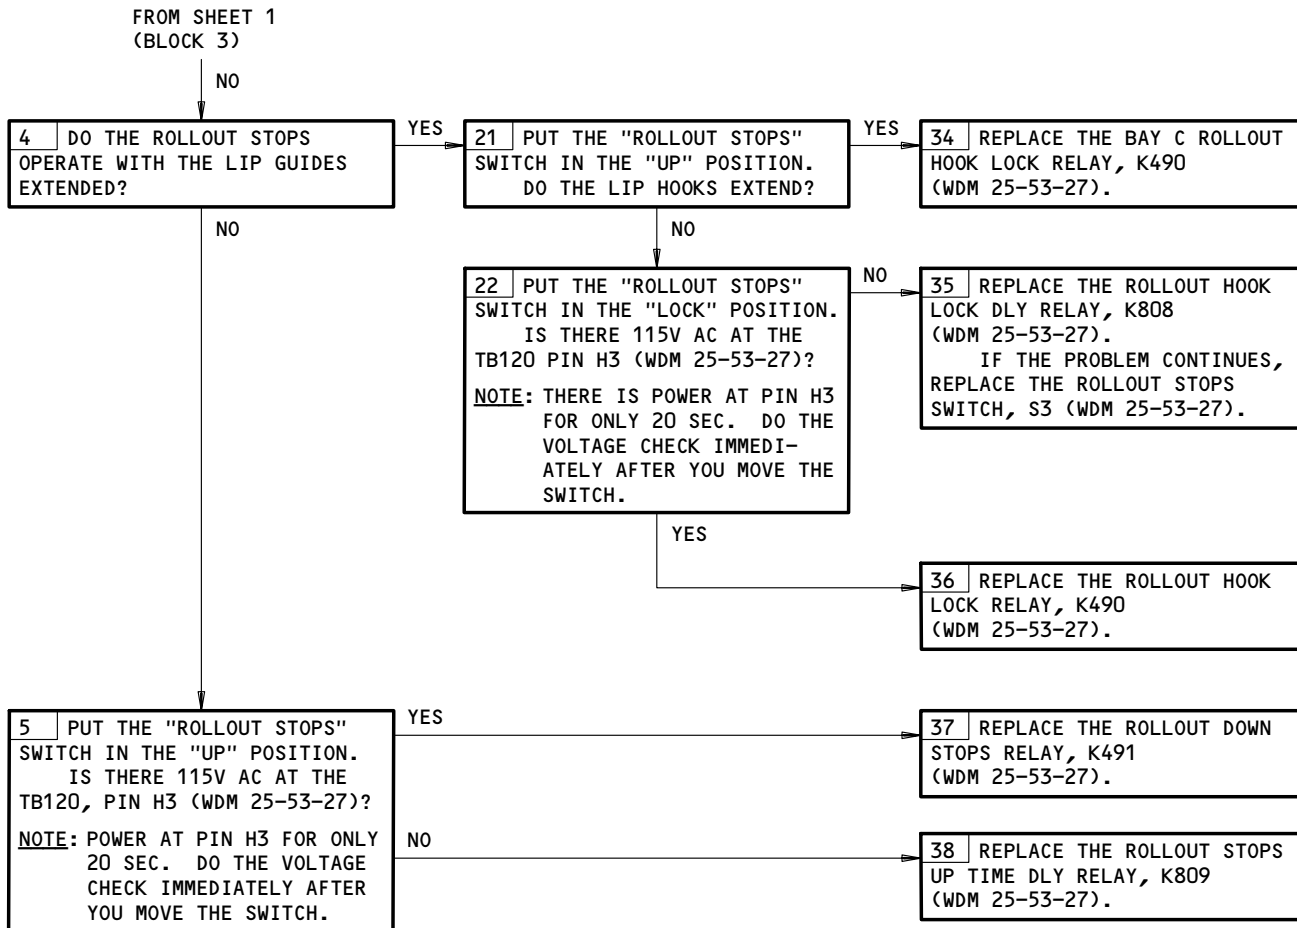 FROM SHEET 1
(BLOCK 3)
NO
4 DO THE ROLLOUT STOPS
OPERATE WITH THE LIP GUIDES
EXTENDED?
YES
21 PUT THE "ROLLOUT STOPS"
SWITCH IN THE "UP" POSITION.
DO THE LIP HOOKS EXTEND?
YES
34 REPLACE THE BAY C ROLLOUT
HOOK LOCK RELAY, K490
(WDM 25-53-27).
NO
NO
22 PUT THE "ROLLOUT STOPS"
SWITCH IN THE "LOCK" POSITION.
IS THERE 115V AC AT THE
TB120 PIN H3 (WDM 25-53-27)?
NOTE: THERE IS POWER AT PIN H3
FOR ONLY 20 SEC. DO THE
VOLTAGE CHECK IMMEDI-
ATELY AFTER YOU MOVE THE
SWITCH.
NO
35 REPLACE THE ROLLOUT HOOK
LOCK DLY RELAY, K808
(WDM 25-53-27).
IF THE PROBLEM CONTINUES,
REPLACE THE ROLLOUT STOPS
SWITCH, S3 (WDM 25-53-27).
YES
36 REPLACE THE ROLLOUT HOOK
LOCK RELAY, K490
(WDM 25-53-27).
5 PUT THE "ROLLOUT STOPS"
SWITCH IN THE "UP" POSITION.
IS THERE 115V AC AT THE
TB120, PIN H3 (WDM 25-53-27)?
NOTE: POWER AT PIN H3 FOR ONLY
20 SEC. DO THE VOLTAGE
CHECK IMMEDIATELY AFTER
YOU MOVE THE SWITCH.
YES
37 REPLACE THE ROLLOUT DOWN
STOPS RELAY, K491
(WDM 25-53-27).
NO
38 REPLACE THE ROLLOUT STOPS
UP TIME DLY RELAY, K809
(WDM 25-53-27).